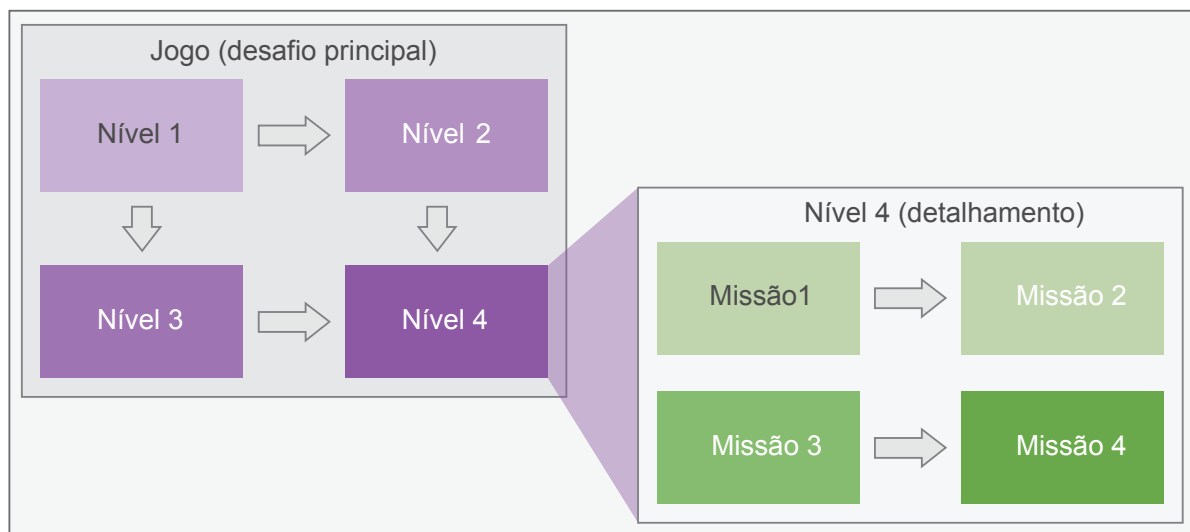 Jogo (desafio principal)
Nível 1
Nível 2
Nível 3
Nível 4
Nível 4 (detalhamento)
Missão1
Missão 2
Missão 3
Missão 4